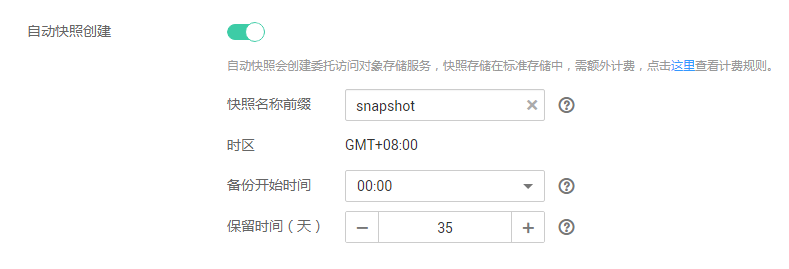 自动快照创建
自动快照会创建委托访问对象存储服务，快照存储在标准存储中，需额外计费，点击这里查看计费规则。
快照名称前缀 snapshot
时区 GMT+08:00
备份开始时间 00:00
保留时间（天） 35